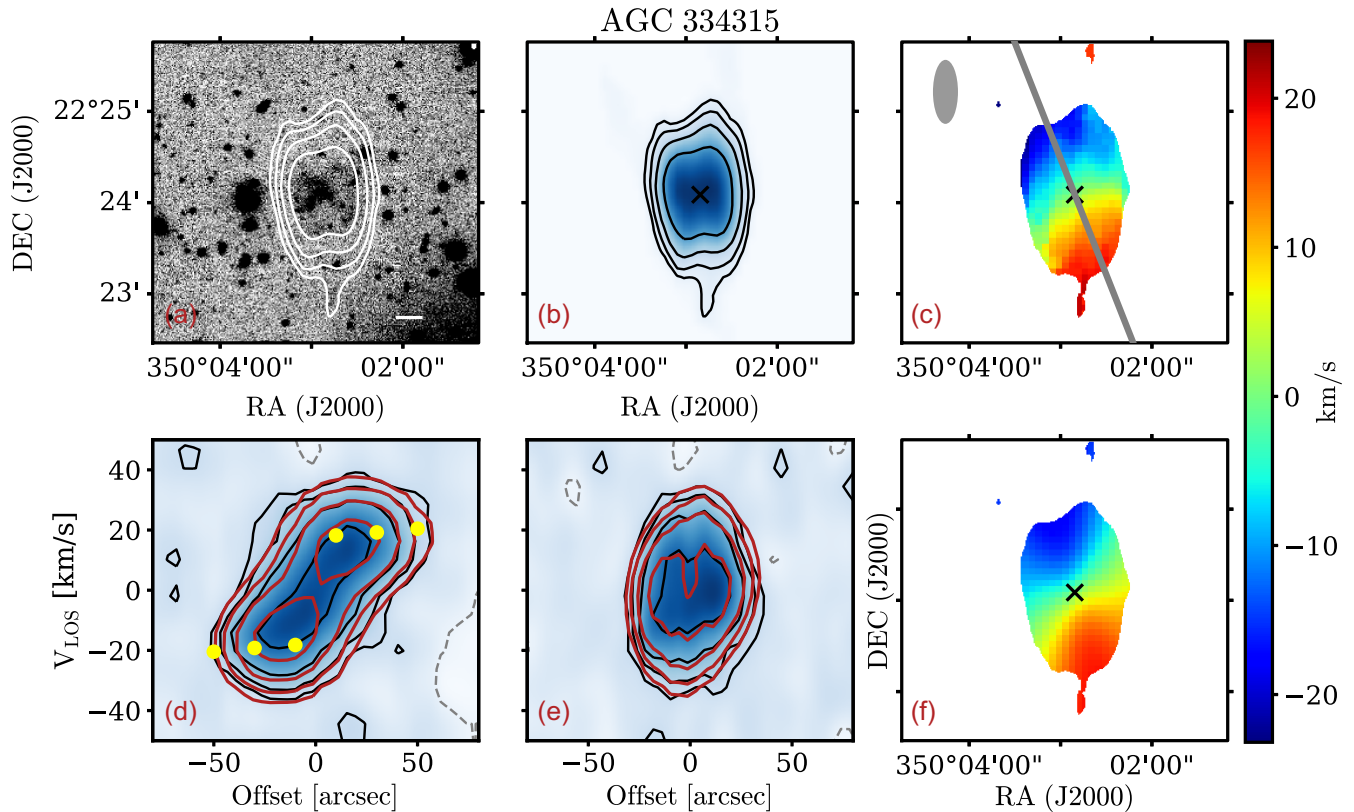 AGC 334315
DEC (J2000)
22°25'
24'
23'
(a)
(b)
(c)
350°04'00" 02'00"
350°04'00" 02'00"
350°04'00" 02'00"
RA (J2000)
RA (J2000)
20
10
0
−10
−20
km/s
V_LOS [km/s]
40
20
0
−20
−40
(d)
(e)
DEC (J2000)
(f)
−50 0 50
−50 0 50
350°04'00" 02'00"
Offset [arcsec]
Offset [arcsec]
RA (J2000)